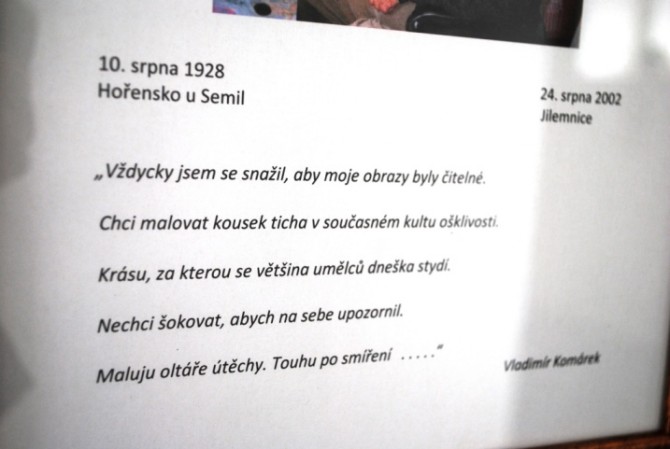 10. srpna 1928
Hořensko u Semil
24. srpna 2002
Jilemnice
„Vždycky jsem se snažil, aby moje obrazy byly čitelné.
Chci malovat kousek ticha v současném kultu ošklivosti.
Krásu, za kterou se většina umělců dneška stydí.
Nechci šokovat, abych na sebe upozornil.
Maluju oltáře útěchy. Touhu po smíření ....."
Vladimír Komárek